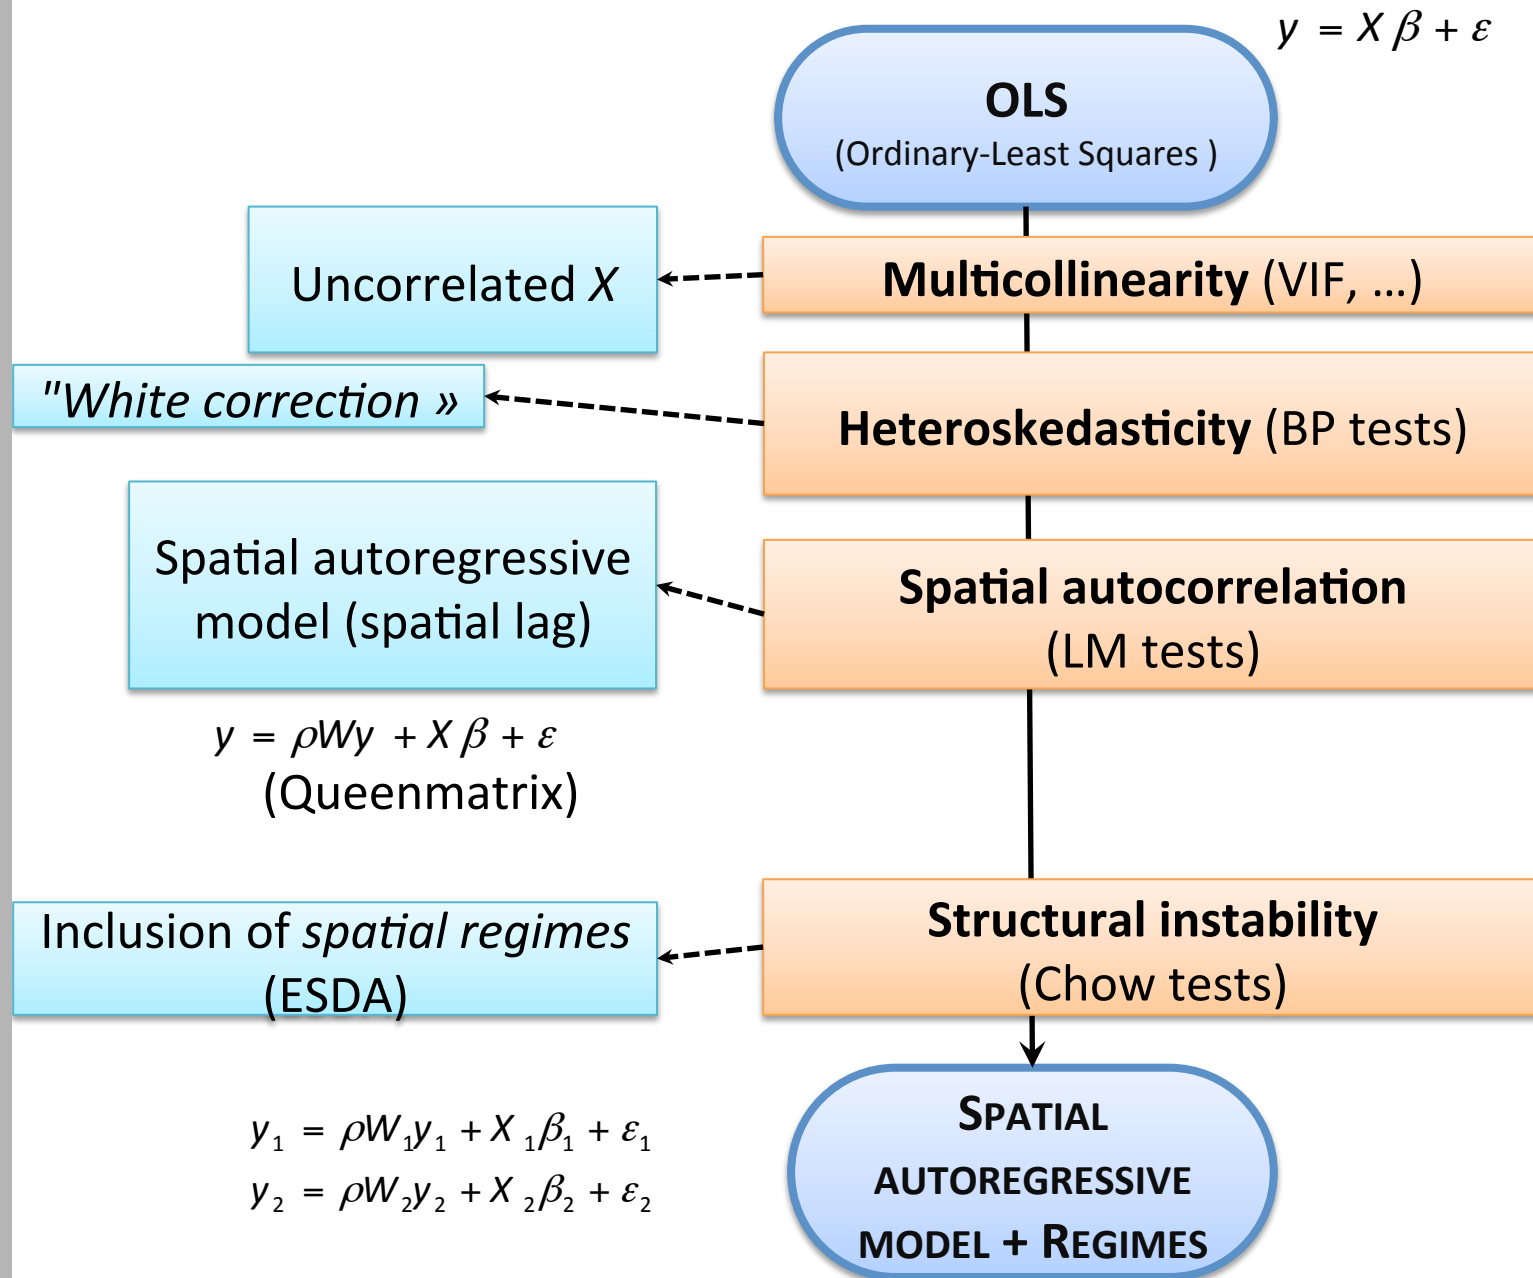 y = Xβ + ε
OLS
(Ordinary-Least Squares )
Uncorrelated X
Multicollinearity (VIF, ...)
"White correction »
Heteroskedasticity (BP tests)
Spatial autoregressive
model (spatial lag)
Spatial autocorrelation
(LM tests)
y = ρWy + Xβ + ε
(Queenmatrix)
Inclusion of spatial regimes
(ESDA)
Structural instability
(Chow tests)
y₁ = ρW₁y₁ + X₁β₁ + ε₁
y₂ = ρW₂y₂ + X₂β₂ + ε₂
SPATIAL
AUTOREGRESSIVE
MODEL + REGIMES